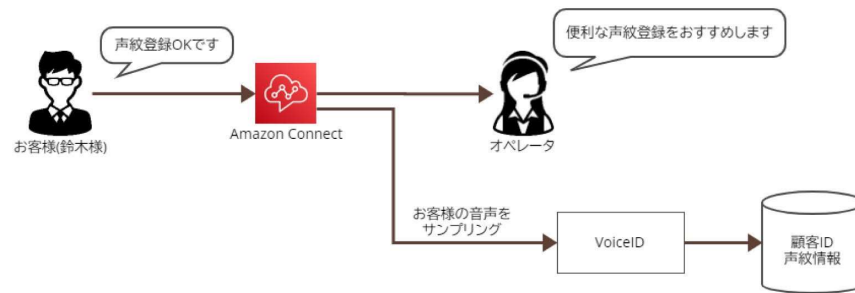 声紋登録OKです
便利な声紋登録をおすすめします
Amazon Connect
お客様(鈴木様)
オペレータ
お客様の音声を
サンプリング
VoiceID
顧客ID
声紋情報